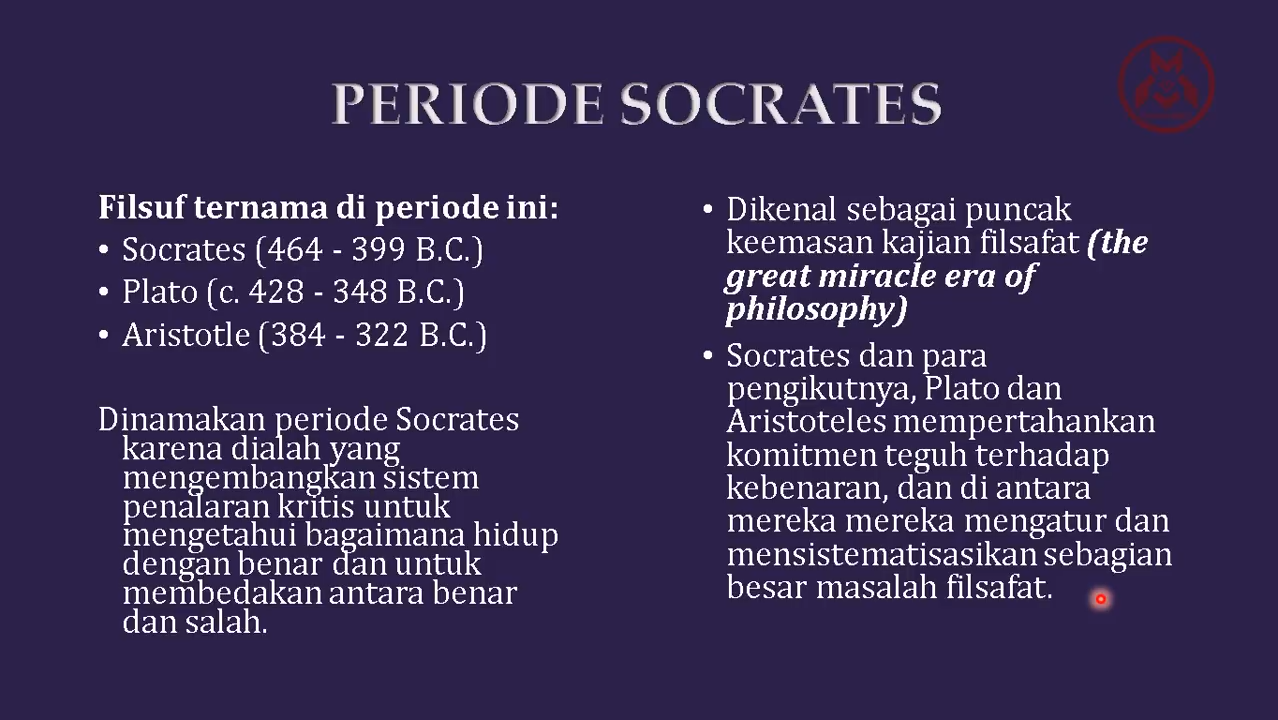 PERIODE SOCRATES
Filsuf ternama di periode ini:
• Socrates (464 - 399 B.C.)
• Plato (c. 428 - 348 B.C.)
• Aristotle (384 - 322 B.C.)
Dinamakan periode Socrates
karena dialah yang
mengembangkan sistem
penalaran kritis untuk
mengetahui bagaimana hidup
dengan benar dan untuk
membedakan antara benar
dan salah.
• Dikenal sebagai puncak
keemasan kajian filsafat (the
great miracle era of
philosophy)
• Socrates dan para
pengikutnya, Plato dan
Aristoteles mempertahankan
komitmen teguh terhadap
kebenaran, dan di antara
mereka mereka mengatur dan
mensistematisasikan sebagian
besar masalah filsafat.